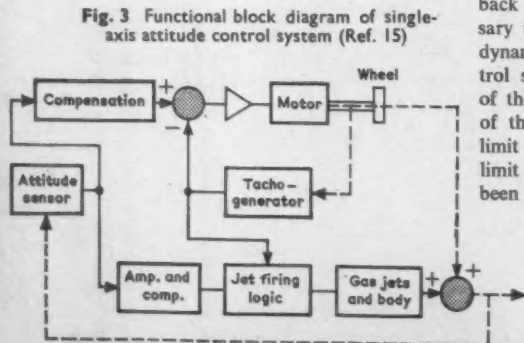 Fig. 3 Functional block diagram of single-
axis attitude control system (Ref. 15)
Wheel
Compensation
+
−
Motor
Attitude
sensor
Tacho-
generator
Amp. and
comp.
Jet firing
logic
Gas jets
and body
+
+
back
sary
dynam
trol s
of the
of th
limit
limit
been